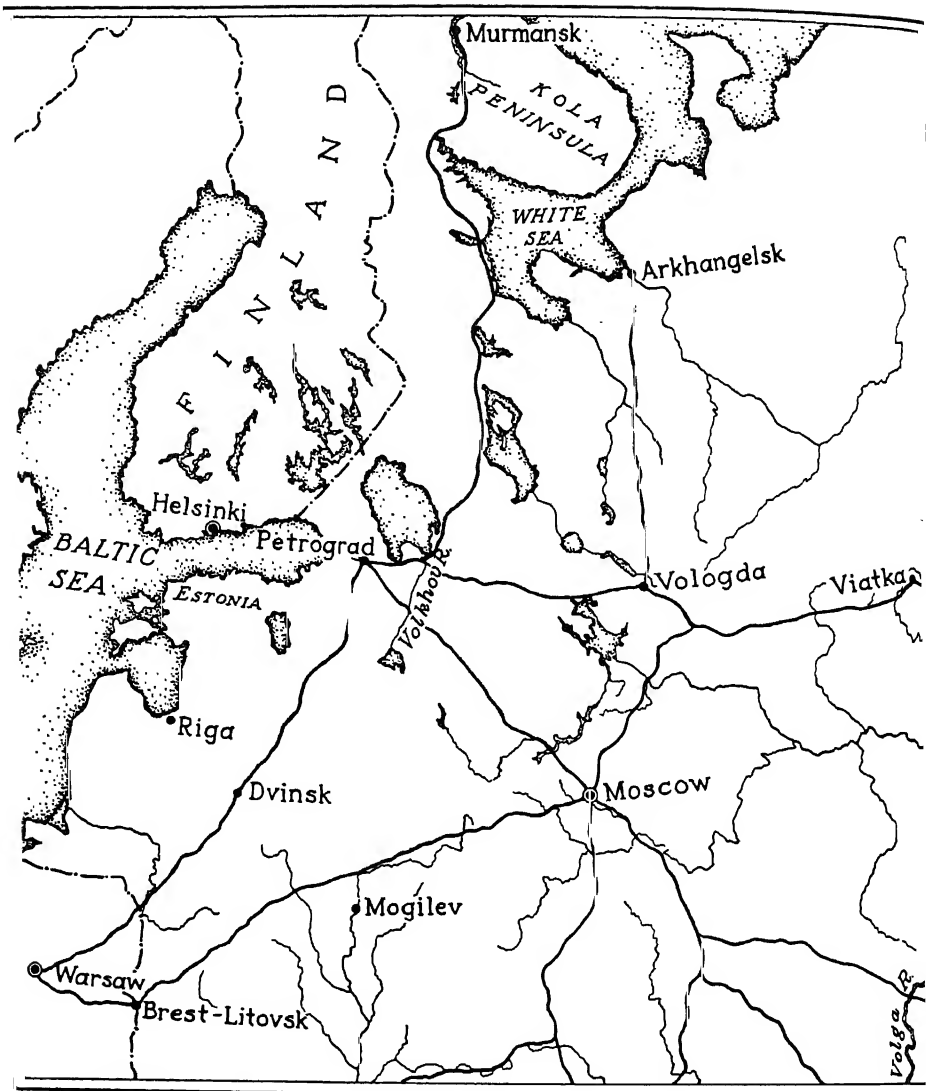 Murmansk
KOLA
PENINSULA
FINLAND
WHITE
SEA
Arkhangelsk
Helsinki
Petrograd
BALTIC
SEA
ESTONIA
Volkhov R.
Vologda
Viatka
Riga
Dvinsk
Moscow
Mogilev
Warsaw
Brest-Litovsk
Volga R.